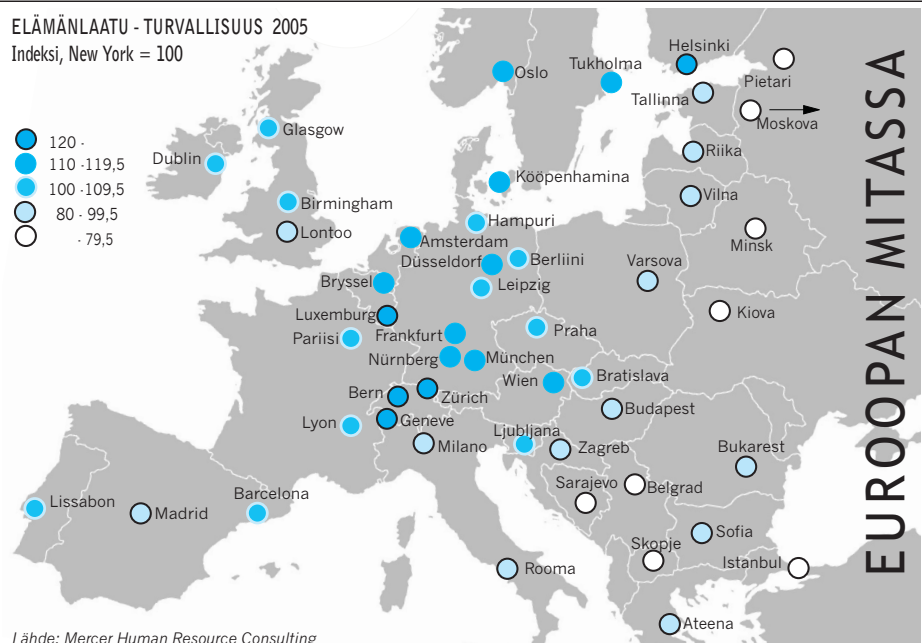 ELÄMÄNLAATU - TURVALLISUUS 2005
Indeksi, New York = 100
120 -
110 -119,5
100 -109,5
80 - 99,5
- 79,5
EUROOPAN MITASSA
Helsinki
Tukholma
Oslo
Pietari
Tallinna
Moskova
Glasgow
Dublin
Riika
Kööpenhamina
Vilna
Birmingham
Hampuri
Lontoo
Minsk
Amsterdam
Düsseldorf
Berliini
Varsova
Bryssel
Leipzig
Luxemburg
Kiova
Pariisi
Frankfurt
Praha
Nürnberg
München
Wien
Bratislava
Bern
Zürich
Budapest
Lyon
Geneve
Ljubljana
Milano
Zagreb
Bukarest
Sarajevo
Belgrad
Lissabon
Madrid
Barcelona
Sofia
Skopje
Istanbul
Rooma
Ateena
Lähde: Mercer Human Resource Consulting